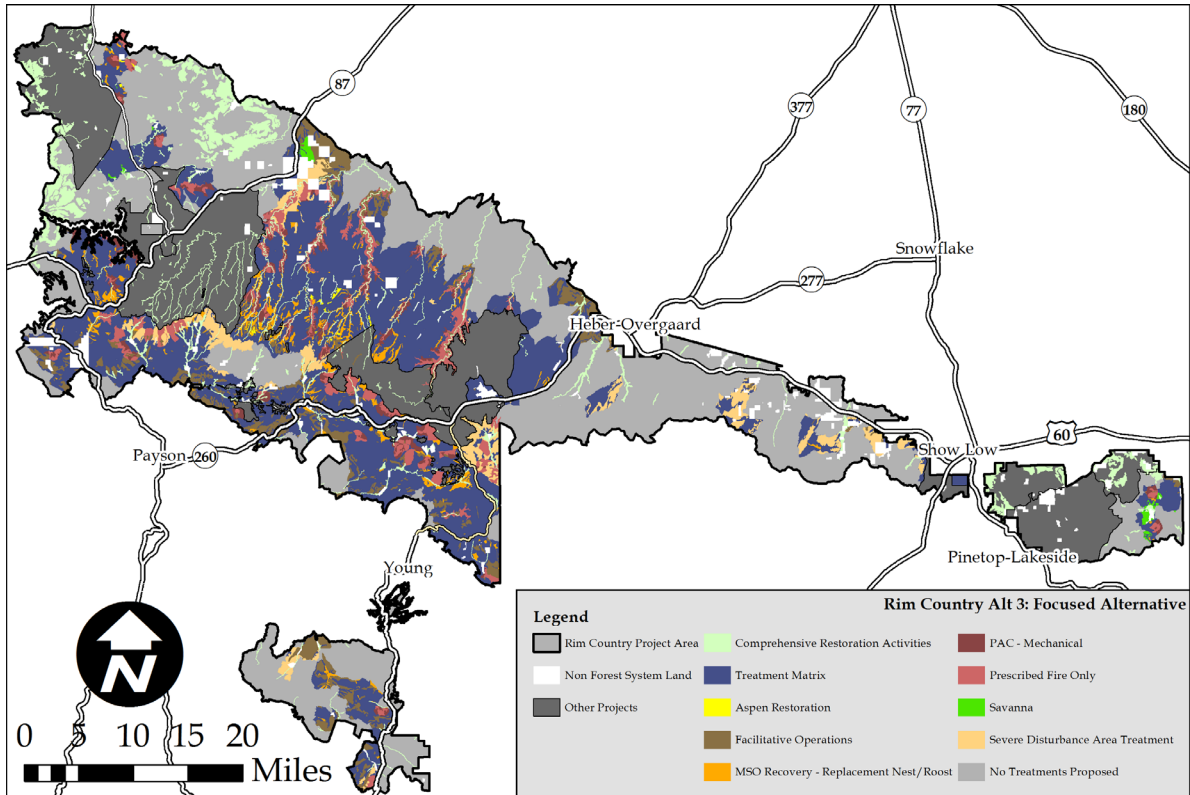 87
377
77
180
Snowflake
277
Heber-Overgaard
60
Show Low
Payson
260
Pinetop-Lakeside
Young
Rim Country Alt 3: Focused Alternative
Legend
Rim Country Project Area
Non Forest System Land
Other Projects
Comprehensive Restoration Activities
Treatment Matrix
Aspen Restoration
Facilitative Operations
MSO Recovery - Replacement Nest/Roost
PAC - Mechanical
Prescribed Fire Only
Savanna
Severe Disturbance Area Treatment
No Treatments Proposed
N
0 5 10 15 20
Miles